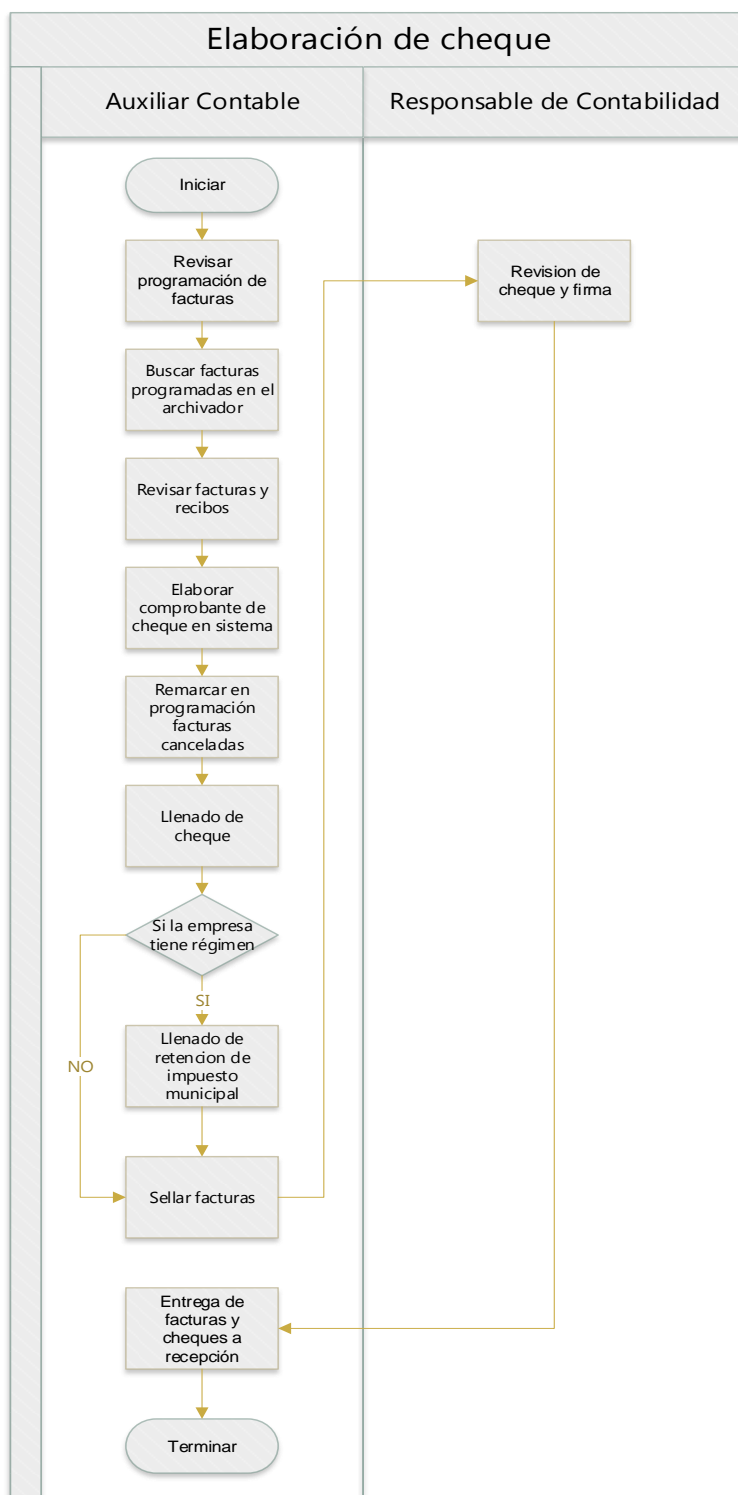 Elaboración de cheque
Auxiliar Contable
Responsable de Contabilidad
Iniciar
Revisar
programación de
facturas
Revision de
cheque y firma
Buscar facturas
programadas en el
archivador
Revisar facturas y
recibos
Elaborar
comprobante de
cheque en sistema
Remarcar en
programación
facturas
canceladas
Llenado de
cheque
Si la empresa
tiene régimen
SI
NO
Llenado de
retencion de
impuesto
municipal
Sellar facturas
Entrega de
facturas y
cheques a
recepción
Terminar